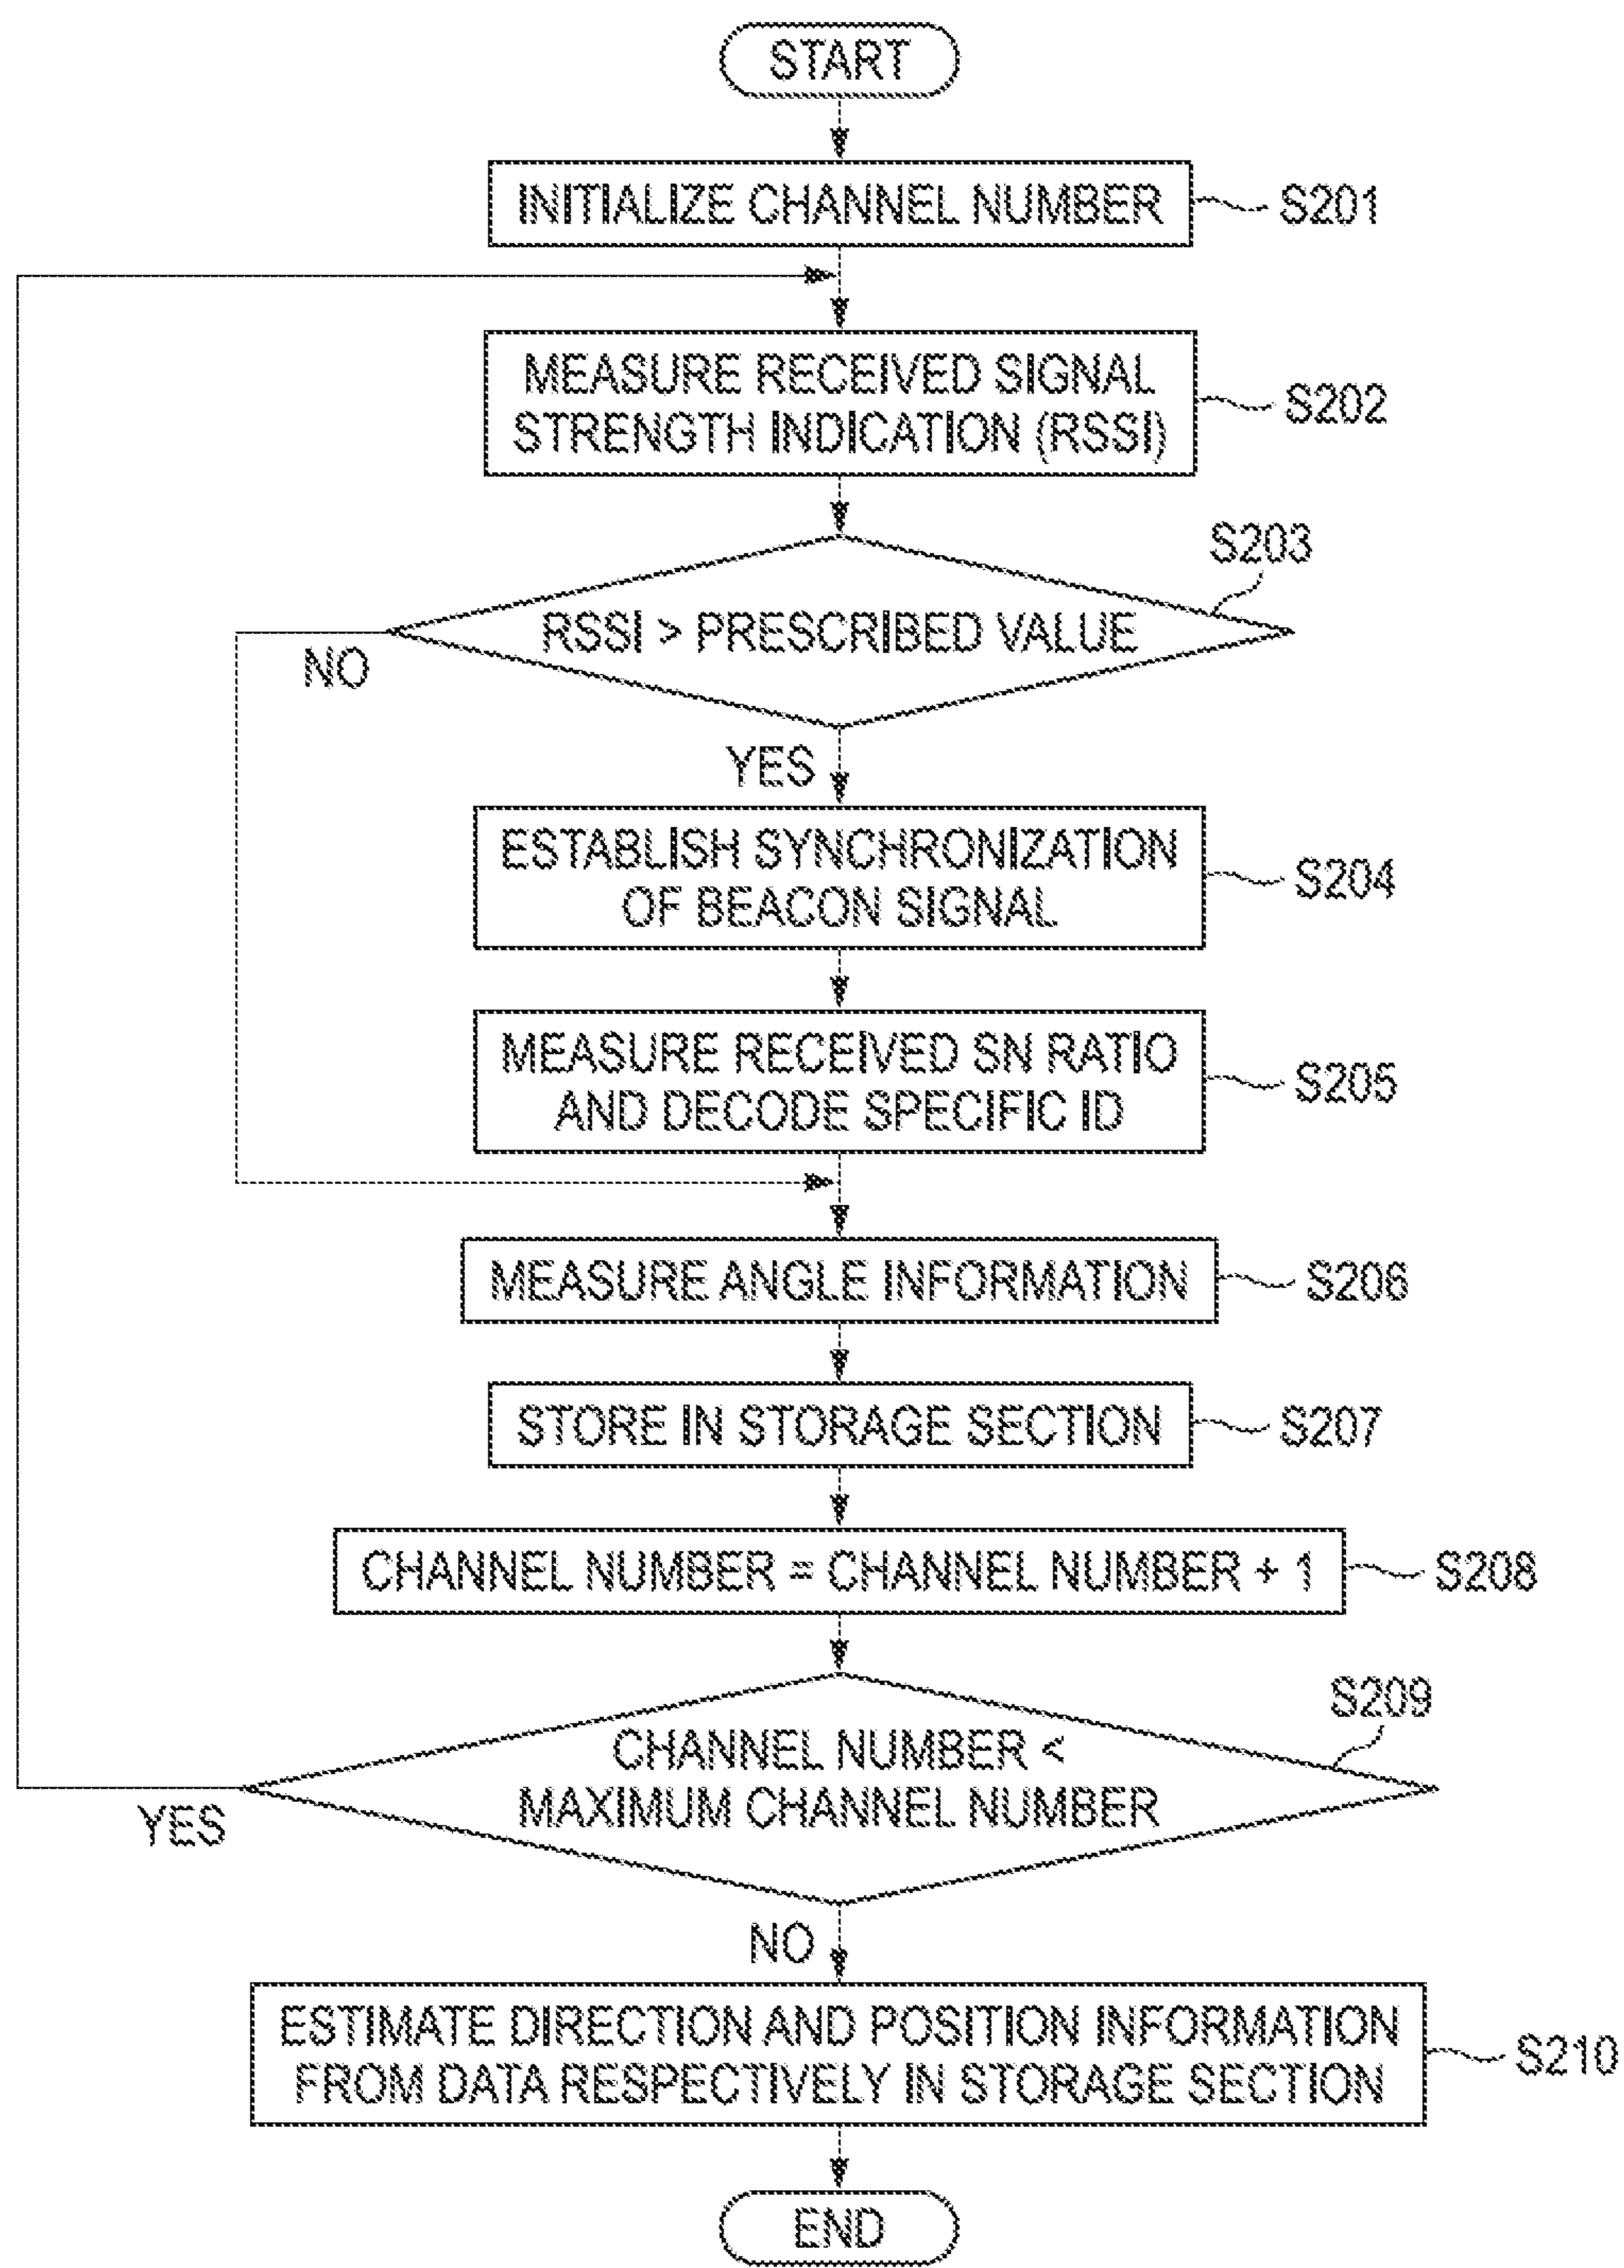 START
INITIALIZE CHANNEL NUMBER
S201
MEASURE RECEIVED SIGNAL
STRENGTH INDICATION (RSSI)
S202
S203
RSSI > PRESCRIBED VALUE
NO
YES
ESTABLISH SYNCHRONIZATION
OF BEACON SIGNAL
S204
MEASURE RECEIVED SN RATIO
AND DECODE SPECIFIC ID
S205
MEASURE ANGLE INFORMATION
S206
STORE IN STORAGE SECTION
S207
CHANNEL NUMBER = CHANNEL NUMBER + 1
S208
S209
CHANNEL NUMBER <
MAXIMUM CHANNEL NUMBER
YES
NO
ESTIMATE DIRECTION AND POSITION INFORMATION
FROM DATA RESPECTIVELY IN STORAGE SECTION
S210
END